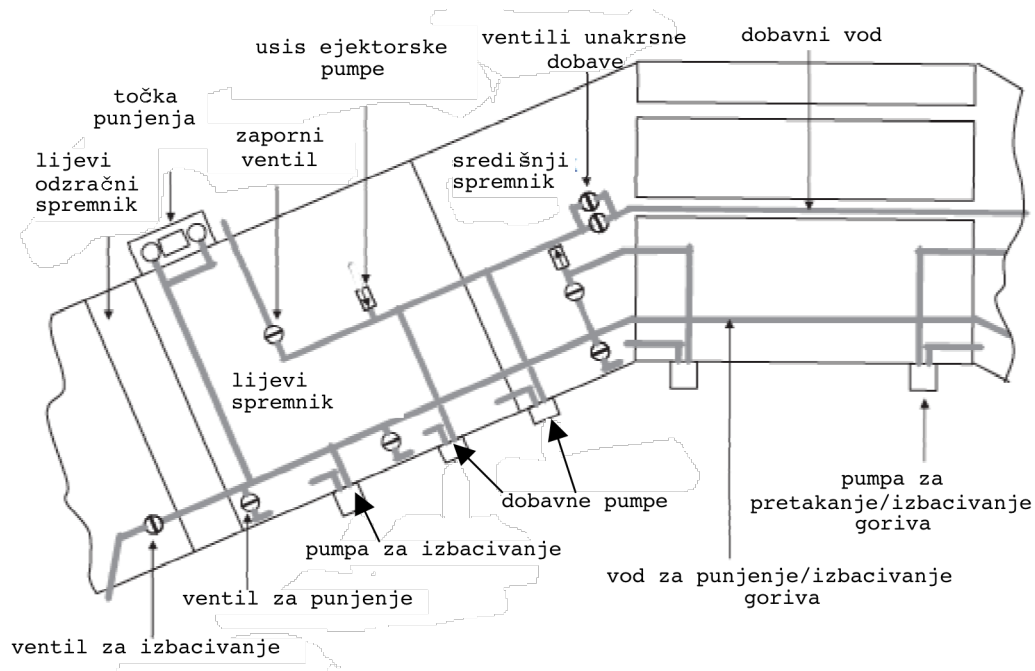 usis ejektorske
pumpe
ventili unakrsne
dobave
dobavni vod
točka
punjenja
zaporni
ventil
lijevi
odzračni
spremnik
središnji
spremnik
lijevi
spremnik
dobavne pumpe
pumpa za
pretakanje/izbacivanje
goriva
pumpa za izbacivanje
vod za punjenje/izbacivanje
goriva
ventil za punjenje
ventil za izbacivanje